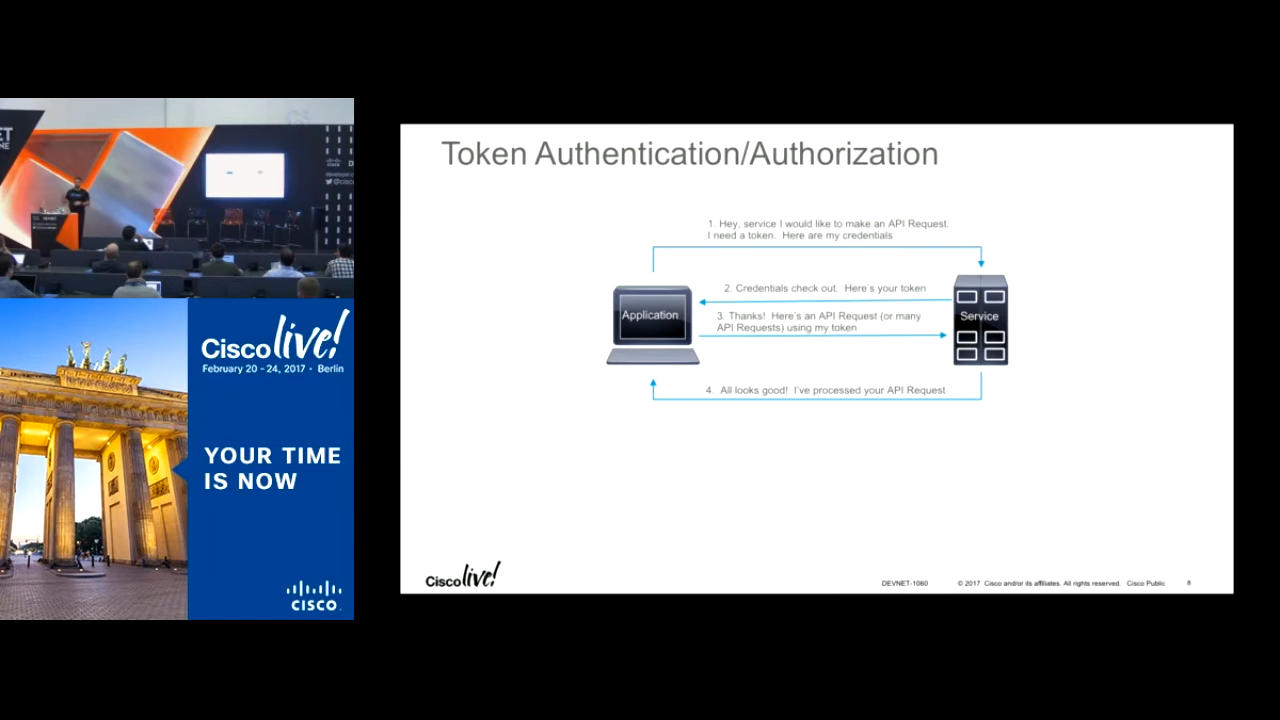 Token Authentication/Authorization
1. Hey, service I would like to make an API Request.
I need a token. Here are my credentials
2. Credentials check out. Here's your token
Application
Service
3. Thanks! Here's an API Request (or many
API Requests) using my token
4. All looks good! I've processed your API Request
Cisco live!
DEVNET-1060
© 2017 Cisco and/or its affiliates. All rights reserved. Cisco Public
8
Cisco live!
February 20 - 24, 2017 • Berlin
YOUR TIME
IS NOW
CISCO